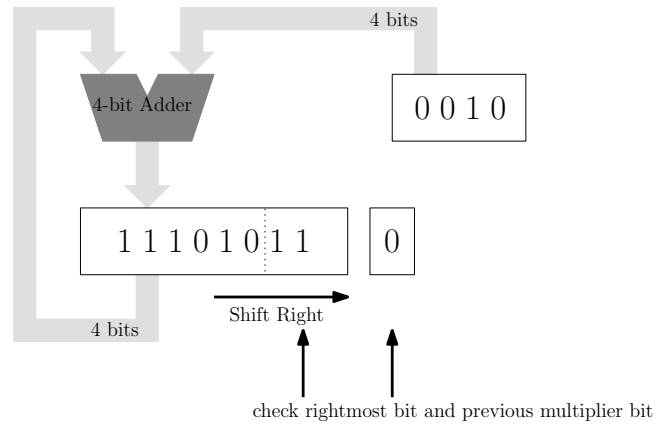 4 bits
4-bit Adder
0 0 1 0
1 1 1 0 1 0 1 1
0
Shift Right
4 bits
check rightmost bit and previous multiplier bit